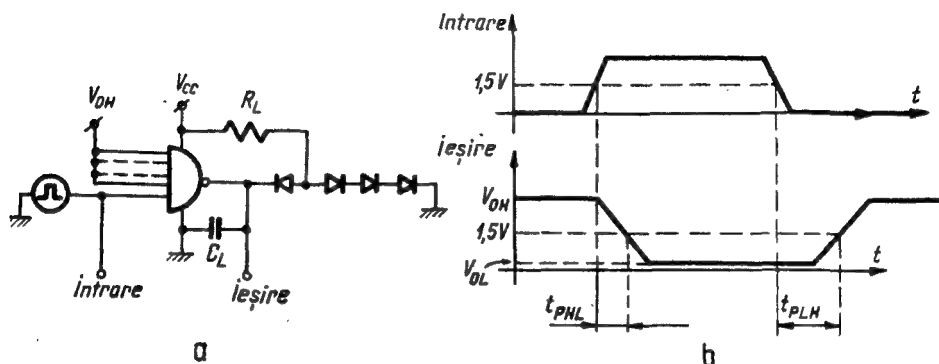 V_OH
V_CC
R_L
C_L
intrare
ieșire
a
Intrare
1,5V
t
ieșire
V_OH
1,5V
V_OL
t
t_PHL
t_PLH
b